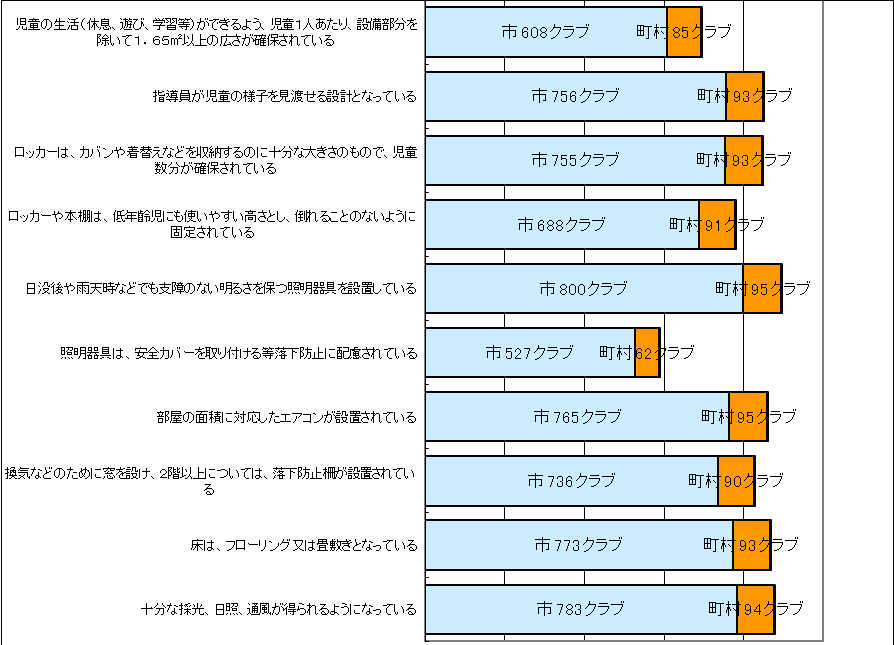 児童の生活(休息、遊び、学習等)ができるよう、児童1人あたり、設備部分を
除いて1.65㎡以上の広さが確保されている
市 608クラブ
町村 85クラブ
指導員が児童の様子を見渡せる設計となっている
市 756クラブ
町村 93クラブ
ロッカーは、カバンや着替えなどを収納するのに十分な大きさのもので、児童
数分が確保されている
市 755クラブ
町村 93クラブ
ロッカーや本棚は、低年齢児にも使いやすい高さとし、倒れることのないように
固定されている
市 688クラブ
町村 91クラブ
日没後や雨天時などでも支障のない明るさを保つ照明器具を設置している
市 800クラブ
町村 95クラブ
照明器具は、安全カバーを取り付ける等落下防止に配慮されている
市 527クラブ
町村 62クラブ
部屋の面積に対応したエアコンが設置されている
市 765クラブ
町村 95クラブ
換気などのために窓を設け、2階以上については、落下防止柵が設置されてい
る
市 736クラブ
町村 90クラブ
床は、フローリング又は畳敷きとなっている
市 773クラブ
町村 93クラブ
十分な採光、日照、通風が得られるようになっている
市 783クラブ
町村 94クラブ